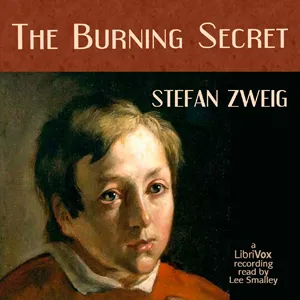 THE BURNING SECRET
STEFAN ZWEIG
a
LibriVox
recording
read by
Lee Smalley